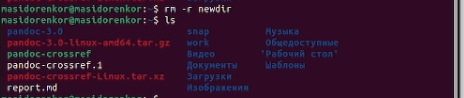 masidorenkor@masidorenkor:~$ rm -r newdir
masidorenkor@masidorenkor:~$ ls
pandoc-3.0 snap Музыка
pandoc-3.0-linux-amd64.tar.gz work Общедоступные
pandoc-crossref Видео 'Рабочий стол'
pandoc-crossref.1 Документы Шаблоны
pandoc-crossref-Linux.tar.xz Загрузки
report.md Изображения
masidorenkor@masidorenkor:~$